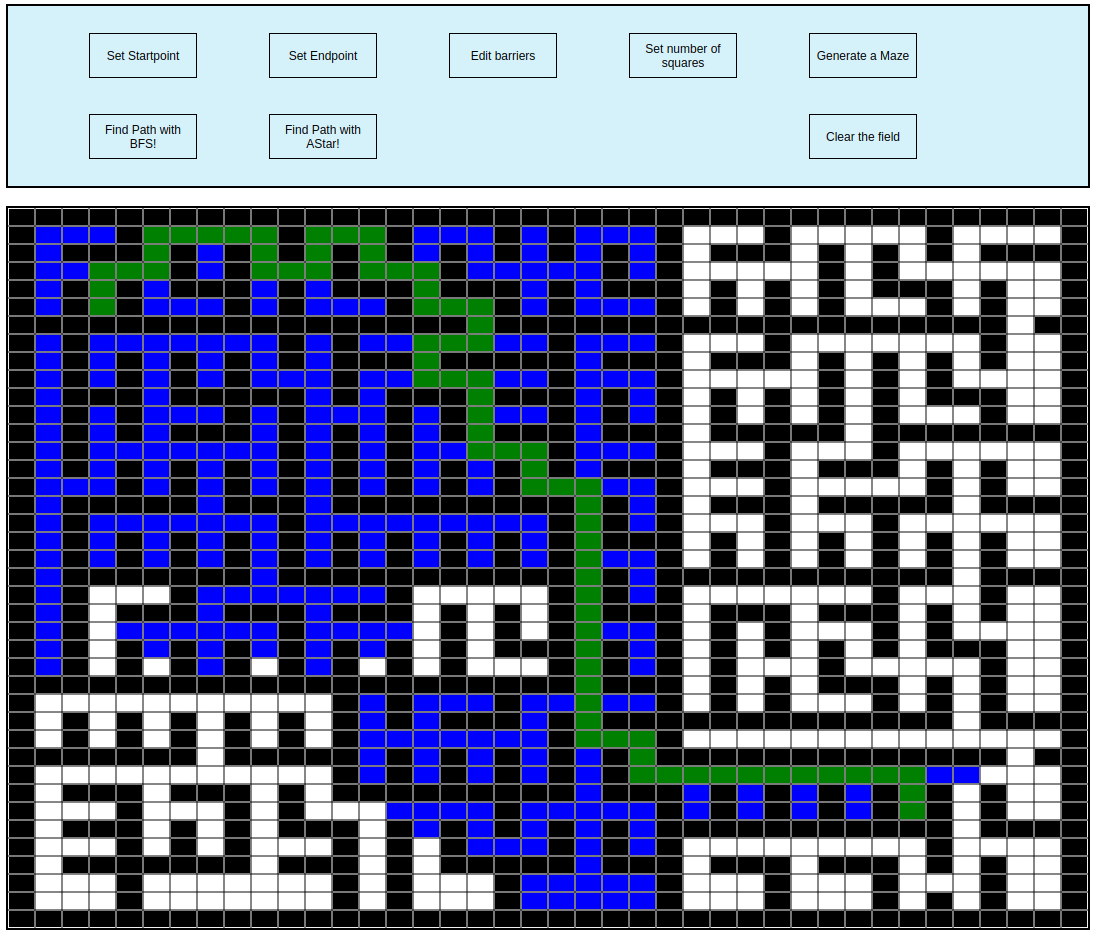 Set Startpoint
Set Endpoint
Edit barriers
Set number of
squares
Generate a Maze
Find Path with
BFS!
Find Path with
AStar!
Clear the field